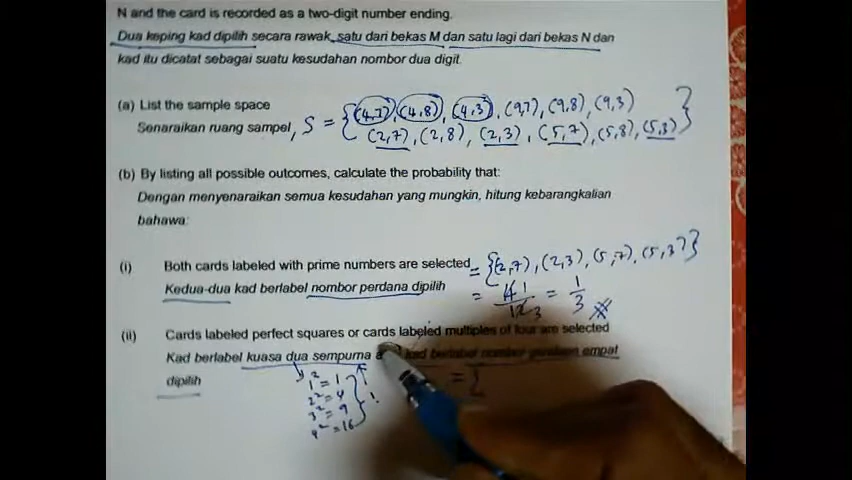 N and the card is recorded as a two-digit number ending.
Dua keping kad dipilih secara rawak, satu dari bekas M dan satu lagi dari bekas N dan
kad itu dicatat sebagai suatu kesudahan nombor dua digit.
(a) List the sample space
Senaraikan ruang sampel, S = {(4,7), (4,8), (4,3), (9,7), (9,8), (9,3)
(2,7), (2,8), (2,3), (5,7), (5,8), (5,3)}
(b) By listing all possible outcomes, calculate the probability that:
Dengan menyenaraikan semua kesudahan yang mungkin, hitung kebarangkalian
bahawa:
(i) Both cards labeled with prime numbers are selected = {(2,7), (2,3), (5,7), (5,3)}
Kedua-dua kad berlabel nombor perdana dipilih = 4 1 / 12 3 = 1/3
(ii) Cards labeled perfect squares or cards labeled multiples of four are selected
Kad berlabel kuasa dua sempurna kad berlabel empat = {
dipilih
1² = 1
2² = 4
3² = 9
4² = 16